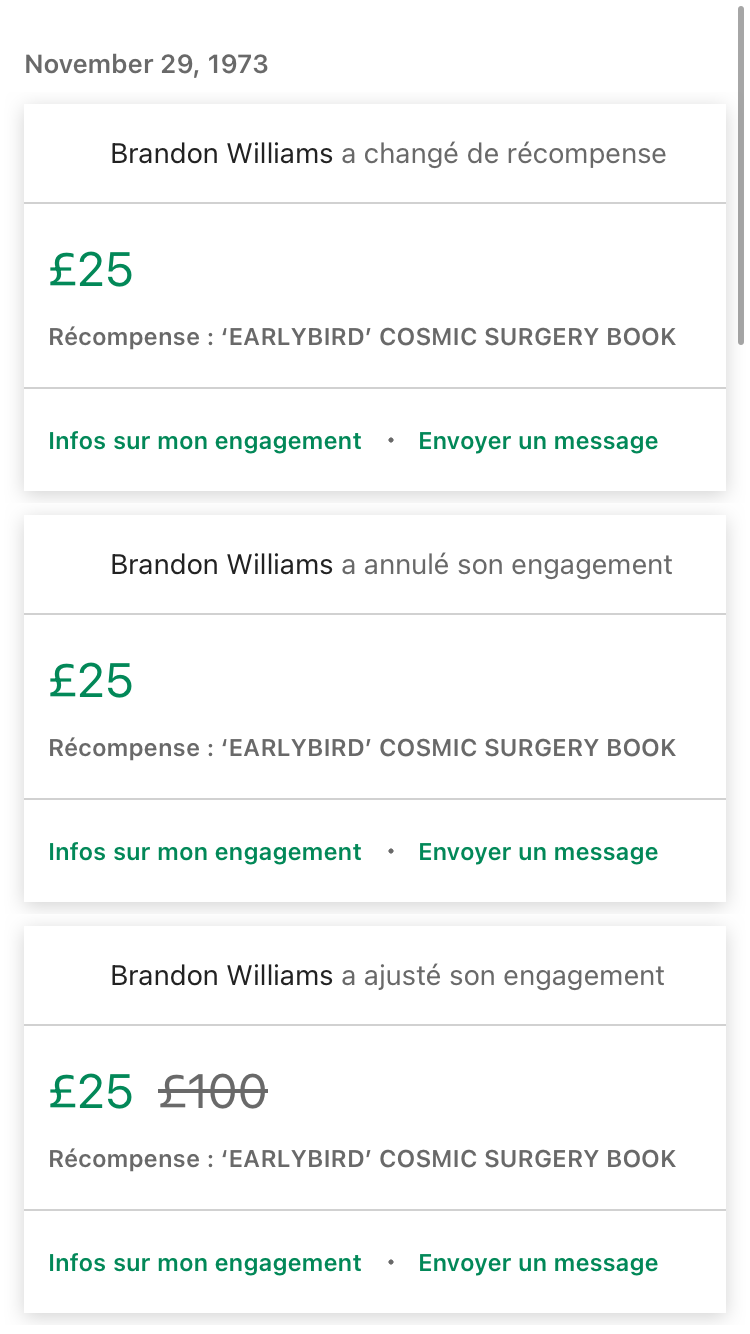 November 29, 1973
Brandon Williams a changé de récompense
£25
Récompense : ‘EARLYBIRD’ COSMIC SURGERY BOOK
Infos sur mon engagement • Envoyer un message
Brandon Williams a annulé son engagement
£25
Récompense : ‘EARLYBIRD’ COSMIC SURGERY BOOK
Infos sur mon engagement • Envoyer un message
Brandon Williams a ajusté son engagement
£25 £100
Récompense : ‘EARLYBIRD’ COSMIC SURGERY BOOK
Infos sur mon engagement • Envoyer un message